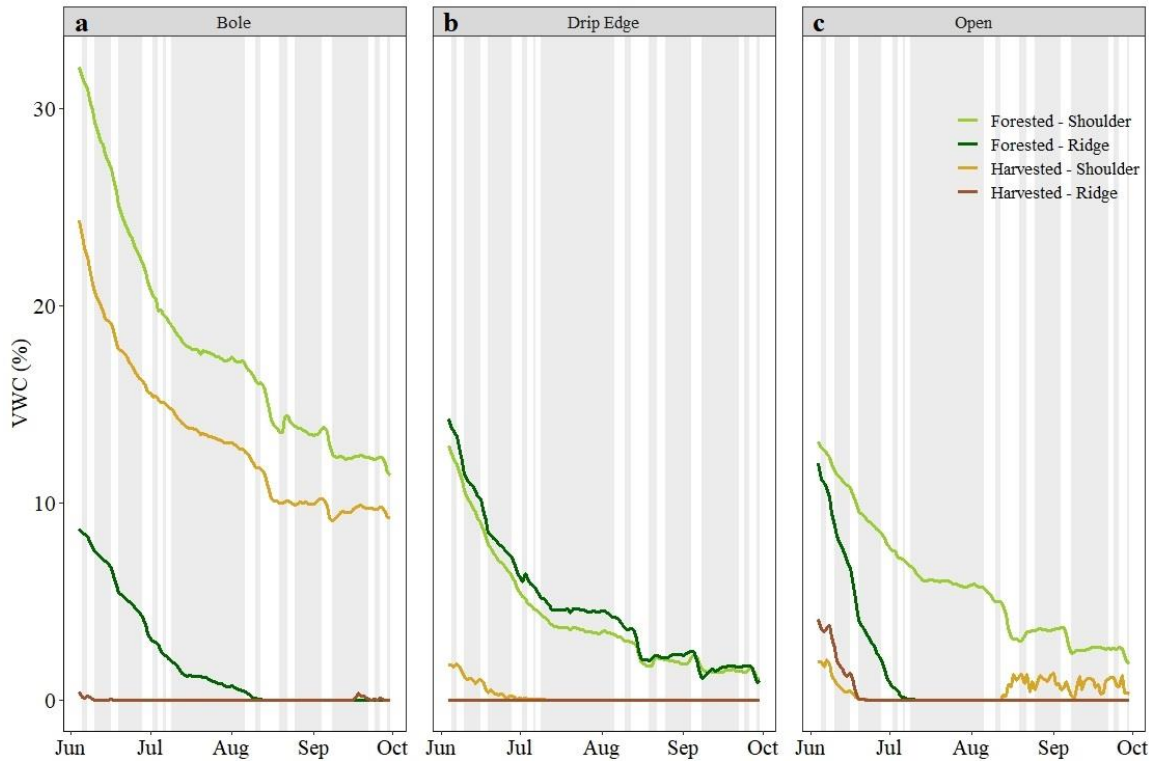 a Bole
b Drip Edge
c Open
VWC (%)
30
20
10
0
Forested - Shoulder
Forested - Ridge
Harvested - Shoulder
Harvested - Ridge
Jun Jul Aug Sep Oct
Jun Jul Aug Sep Oct
Jun Jul Aug Sep Oct